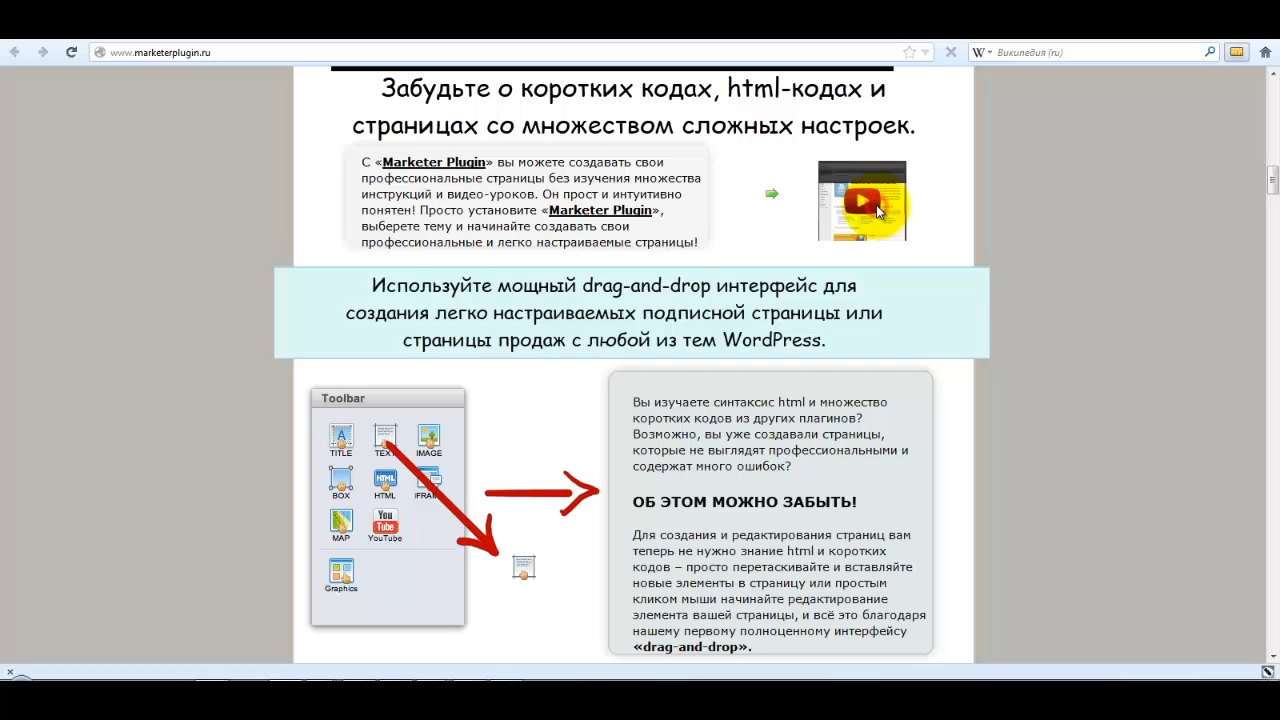 www.marketerplugin.ru
W
Википедия (ru)
Забудьте о коротких кодах, html-кодах и
страницах со множеством сложных настроек.
С «Marketer Plugin» вы можете создавать свои
профессиональные страницы без изучения множества
инструкций и видео-уроков. Он прост и интуитивно
понятен! Просто установите «Marketer Plugin»,
выберете тему и начинайте создавать свои
профессиональные и легко настраиваемые страницы!
Используйте мощный drag-and-drop интерфейс для
создания легко настраиваемых подписной страницы или
страницы продаж с любой из тем WordPress.
Toolbar
TITLE
TEXT
IMAGE
BOX
HTML
HTML
MAP
You
Tube
YouTube
Graphics
Вы изучаете синтаксис html и множество
коротких кодов из других плагинов?
Возможно, вы уже создавали страницы,
которые не выглядят профессиональными и
содержат много ошибок?
ОБ ЭТОМ МОЖНО ЗАБЫТЬ!
Для создания и редактирования страниц вам
теперь не нужно знание html и коротких
кодов – просто перетаскивайте и вставляйте
новые элементы в страницу или простым
кликом мыши начинайте редактирование
элемента вашей страницы, и всё это благодаря
нашему первому полноценному интерфейсу
«drag-and-drop».